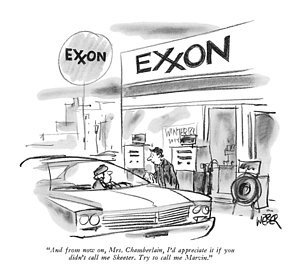 EXXON
EXXON
WEBER
"And from now on, Mrs. Chamberlain, I'd appreciate it if you
didn't call me Skeeter. Try to call me Marvin."